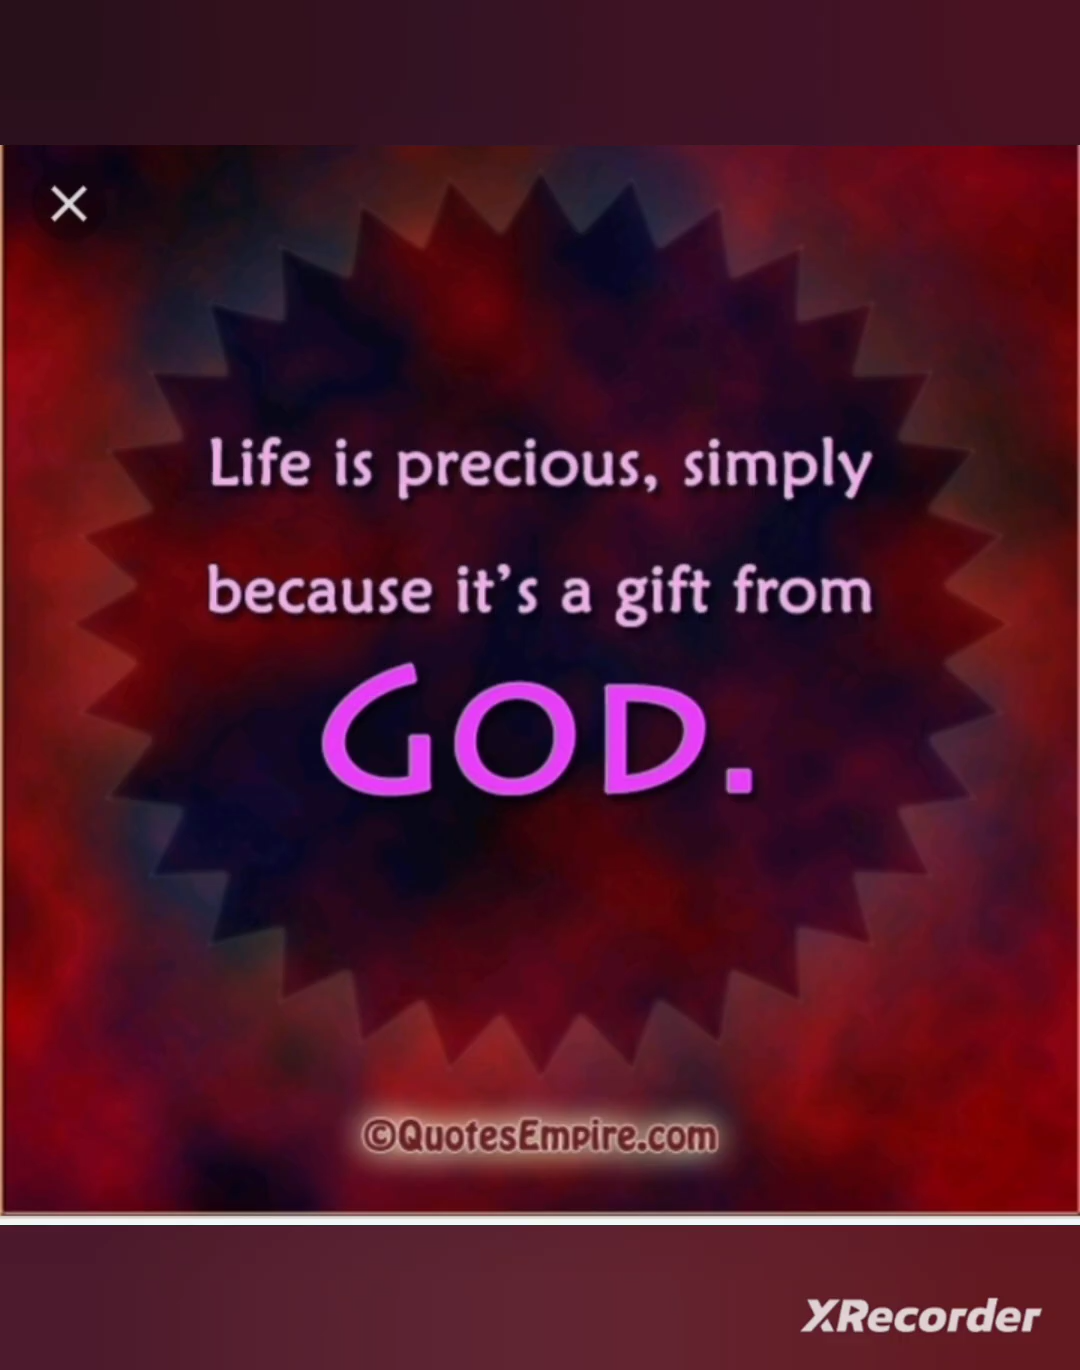 Life is precious, simply
because it’s a gift from
GOD.
©QuotesEmpire.com
XRecorder